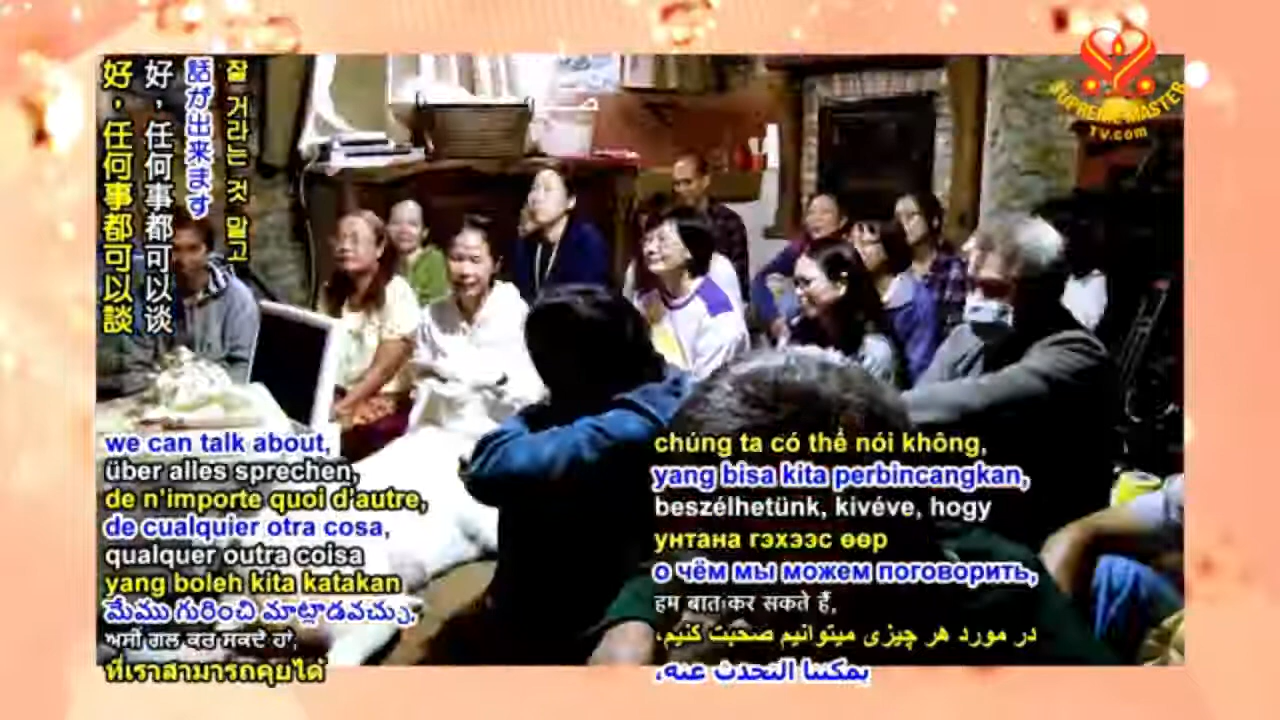 好，任何事都可以談
好，任何事都可以谈
話が出来ます
잘 거라는 것 말고
SUPREME MASTER
TV.com
we can talk about,
über alles sprechen,
de n'importe quoi d'autre,
de cualquier otra cosa,
qualquer outra coisa
yang boleh kita katakan
మేము గురించి మాట్లాడవచ్చు,
ਅਸੀਂ ਗਲ ਕਰ ਸਕਦੇ ਹਾਂ,
ที่เราสามารถคุยได้
chúng ta có thể nói không,
yang bisa kita perbincangkan,
beszélhetünk, kivéve, hogy
унтана гэхээс өөр
о чём мы можем поговорить,
हम बात कर सकते हैं,
در مورد هر چیزی میتوانیم صحبت کنیم،
يمكننا التحدث عنه،